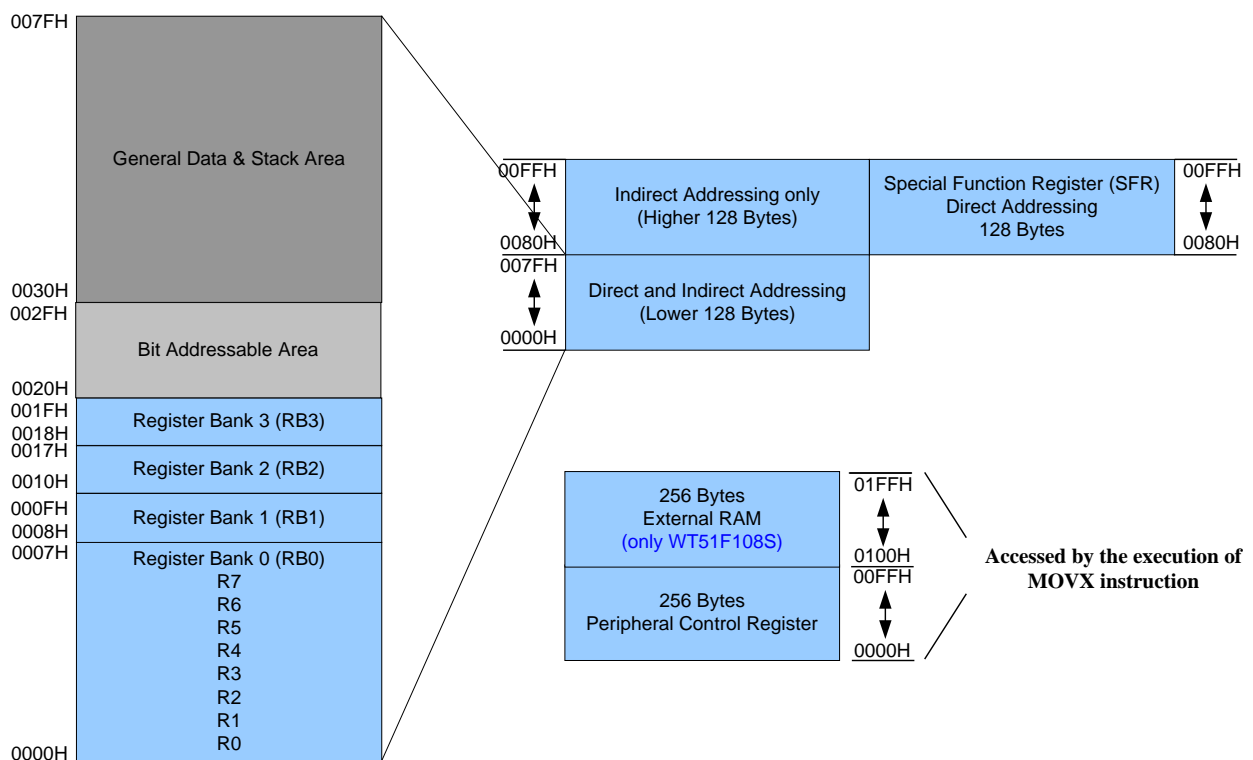 007FH
General Data & Stack Area
0030H
002FH
Bit Addressable Area
0020H
001FH
Register Bank 3 (RB3)
0018H
0017H
Register Bank 2 (RB2)
0010H
000FH
Register Bank 1 (RB1)
0008H
0007H
Register Bank 0 (RB0)
R7
R6
R5
R4
R3
R2
R1
R0
0000H
00FFH
0080H
Indirect Addressing only
(Higher 128 Bytes)
Special Function Register (SFR)
Direct Addressing
128 Bytes
00FFH
0080H
007FH
0000H
Direct and Indirect Addressing
(Lower 128 Bytes)
256 Bytes
External RAM
(only WT51F108S)
01FFH
0100H
256 Bytes
Peripheral Control Register
00FFH
0000H
Accessed by the execution of
MOVX instruction